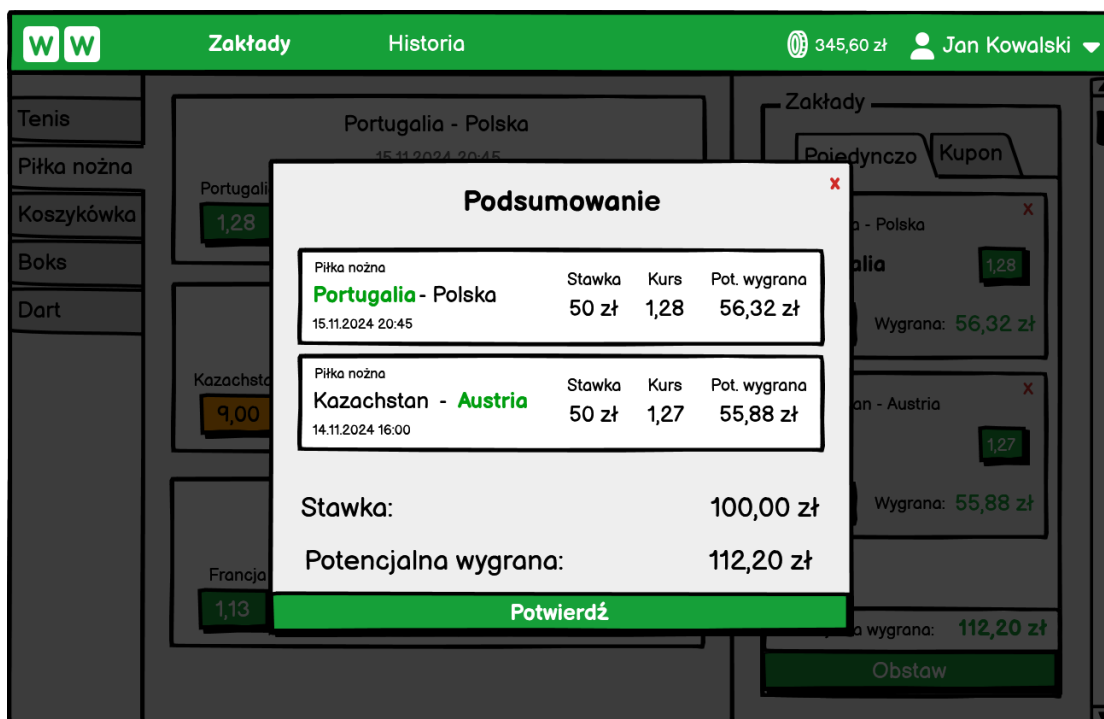 W W
Zakłady
Historia
345,60 zł
Jan Kowalski
Tenis
Piłka nożna
Koszykówka
Boks
Dart
Portugalia - Polska
15.11.2024 20:45
Portugali
1,28
Kazachsta
9,00
Francja
1,13
Podsumowanie
x
Piłka nożna
Portugalia - Polska
15.11.2024 20:45
Stawka
50 zł
Kurs
1,28
Pot. wygrana
56,32 zł
Piłka nożna
Kazachstan - Austria
14.11.2024 16:00
Stawka
50 zł
Kurs
1,27
Pot. wygrana
55,88 zł
Stawka: 100,00 zł
Potencjalna wygrana: 112,20 zł
Potwierdź
Zakłady
Pojedynczo
Kupon
x
- Polska
alia
1,28
Wygrana: 56,32 zł
x
an - Austria
1,27
Wygrana: 55,88 zł
a wygrana: 112,20 zł
Obstaw